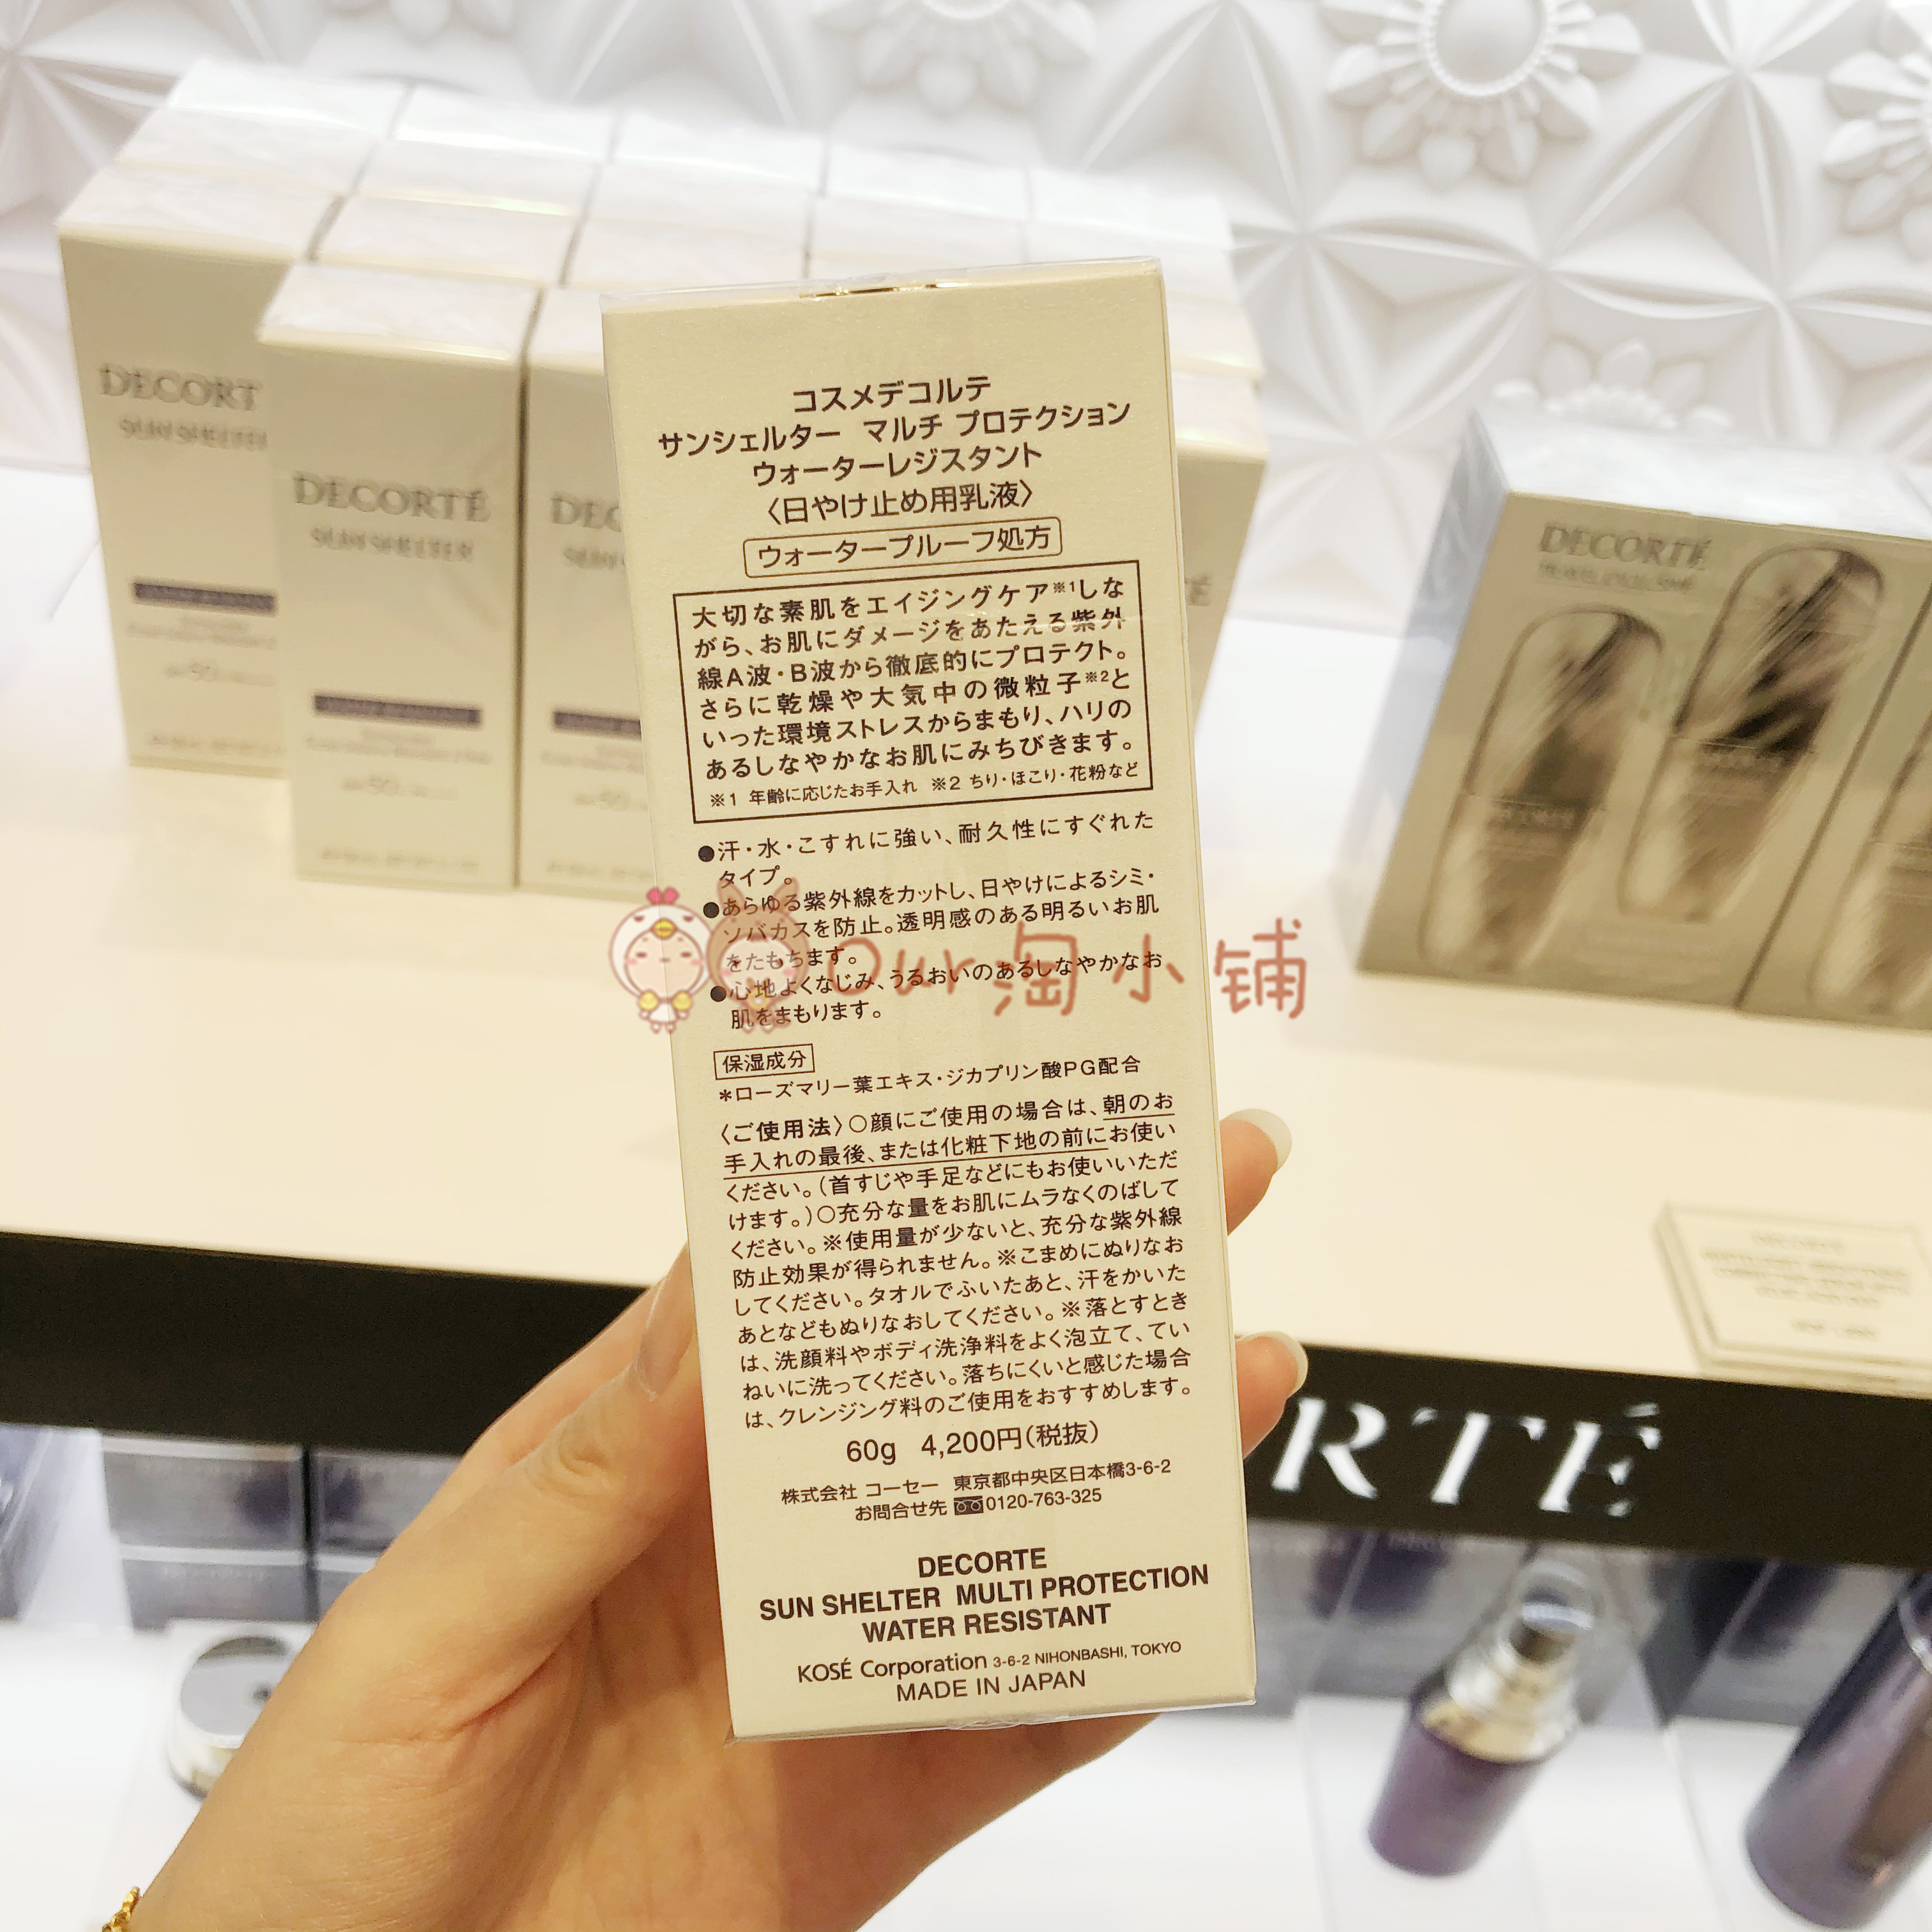 コスメデコルテ
サンシェルター マルチ プロテクション
ウォーターレジスタント
〈日やけ止め用乳液〉
ウォータープルーフ処方
大切な素肌をエイジングケア※1しな
がら、お肌にダメージをあたえる紫外
線A波・B波から徹底的にプロテクト。
さらに乾燥や大気中の微粒子※2と
いった環境ストレスからまもり、ハリの
あるしなやかなお肌にみちびきます。
※1 年齢に応じたお手入れ ※2 ちり・ほこり・花粉など
●汗・水・こすれに強い、耐久性にすぐれた
タイプ。
●あらゆる紫外線をカットし、日やけによるシミ・
ソバカスを防止。透明感のある明るいお肌
をたもちます。
●心地よくなじみ、うるおいのあるしなやかなお
肌をまもります。
保湿成分
*ローズマリー葉エキス・ジカプリン酸PG配合
〈ご使用法〉○顔にご使用の場合は、朝のお
手入れの最後、または化粧下地の前にお使い
ください。(首すじや手足などにもお使いいただ
けます。)○充分な量をお肌にムラなくのばして
ください。※使用量が少ないと、充分な紫外線
防止効果が得られません。※こまめにぬりなお
してください。タオルでふいたあと、汗をかいた
あとなどもぬりなおしてください。※落とすとき
は、洗顔料やボディ洗浄料をよく泡立て、てい
ねいに洗ってください。落ちにくいと感じた場合
は、クレンジング料のご使用をおすすめします。
60g 4,200円(税抜)
株式会社 コーセー 東京都中央区日本橋3-6-2
お問合せ先 0120-763-325
DECORTE
SUN SHELTER MULTI PROTECTION
WATER RESISTANT
KOSÉ Corporation 3-6-2 NIHONBASHI, TOKYO
MADE IN JAPAN
Our淘小铺
DECORT
SUN SHELTER
DECORTÉ
SUN SHELTER
DEC
DECORTÉ
RTÉ